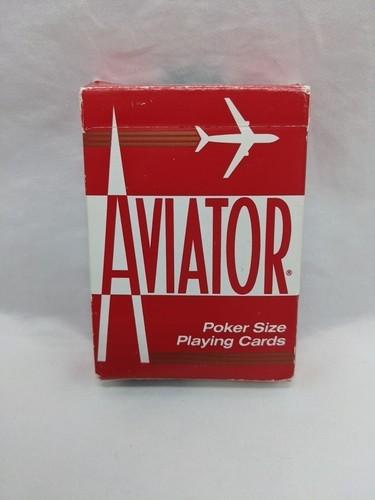 AVIATOR®
Poker Size
Playing Cards